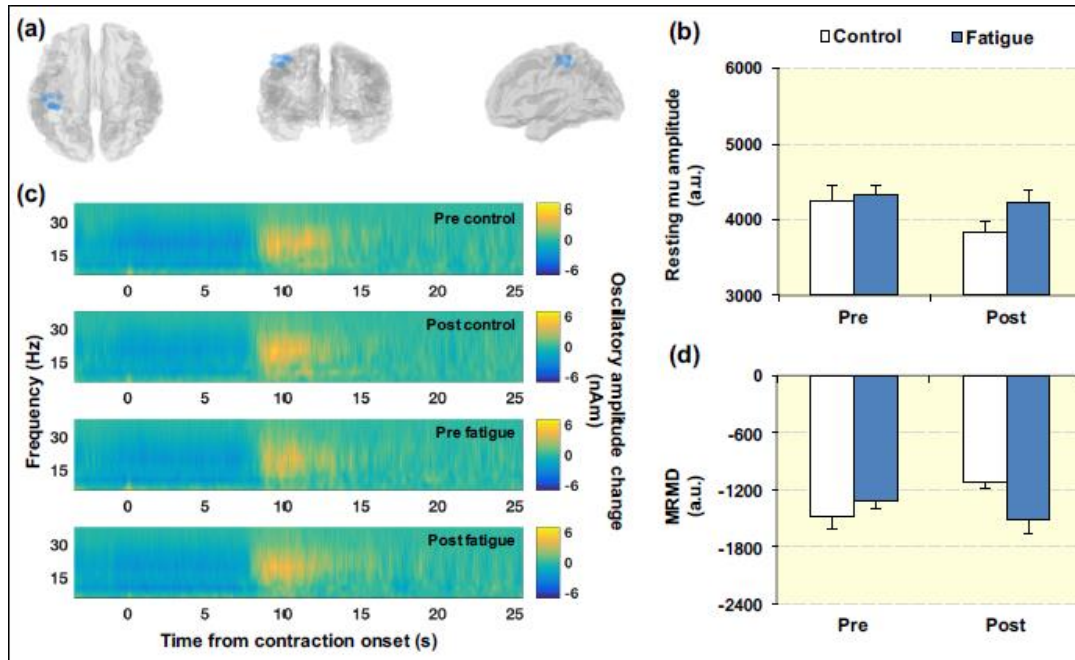 (a)
(b)
Control
Fatigue
6000
5000
4000
3000
Resting mu amplitude
(a.u.)
Pre
Post
(c)
30
15
Pre control
0 5 10 15 20 25
6
0
-6
30
15
Post control
0 5 10 15 20 25
6
0
-6
30
15
Pre fatigue
0 5 10 15 20 25
6
0
-6
30
15
Post fatigue
0 5 10 15 20 25
6
0
-6
Frequency (Hz)
Time from contraction onset (s)
Oscillatory amplitude change
(nAm)
(d)
0
-600
-1200
-1800
-2400
MRMD
(a.u.)
Pre
Post